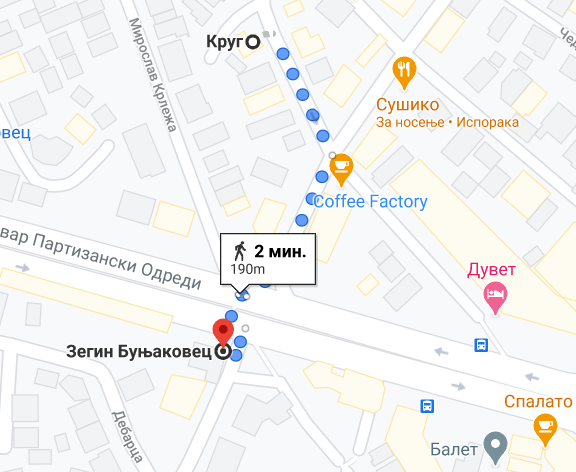 Круг
Мирослав Крлежа
Сушико
За носење • Испорака
овец
Coffee Factory
вар Партизански Одреди
2 мин.
190m
Дувет
Зегин Буњаковец
Дебарца
Спалато
Балет